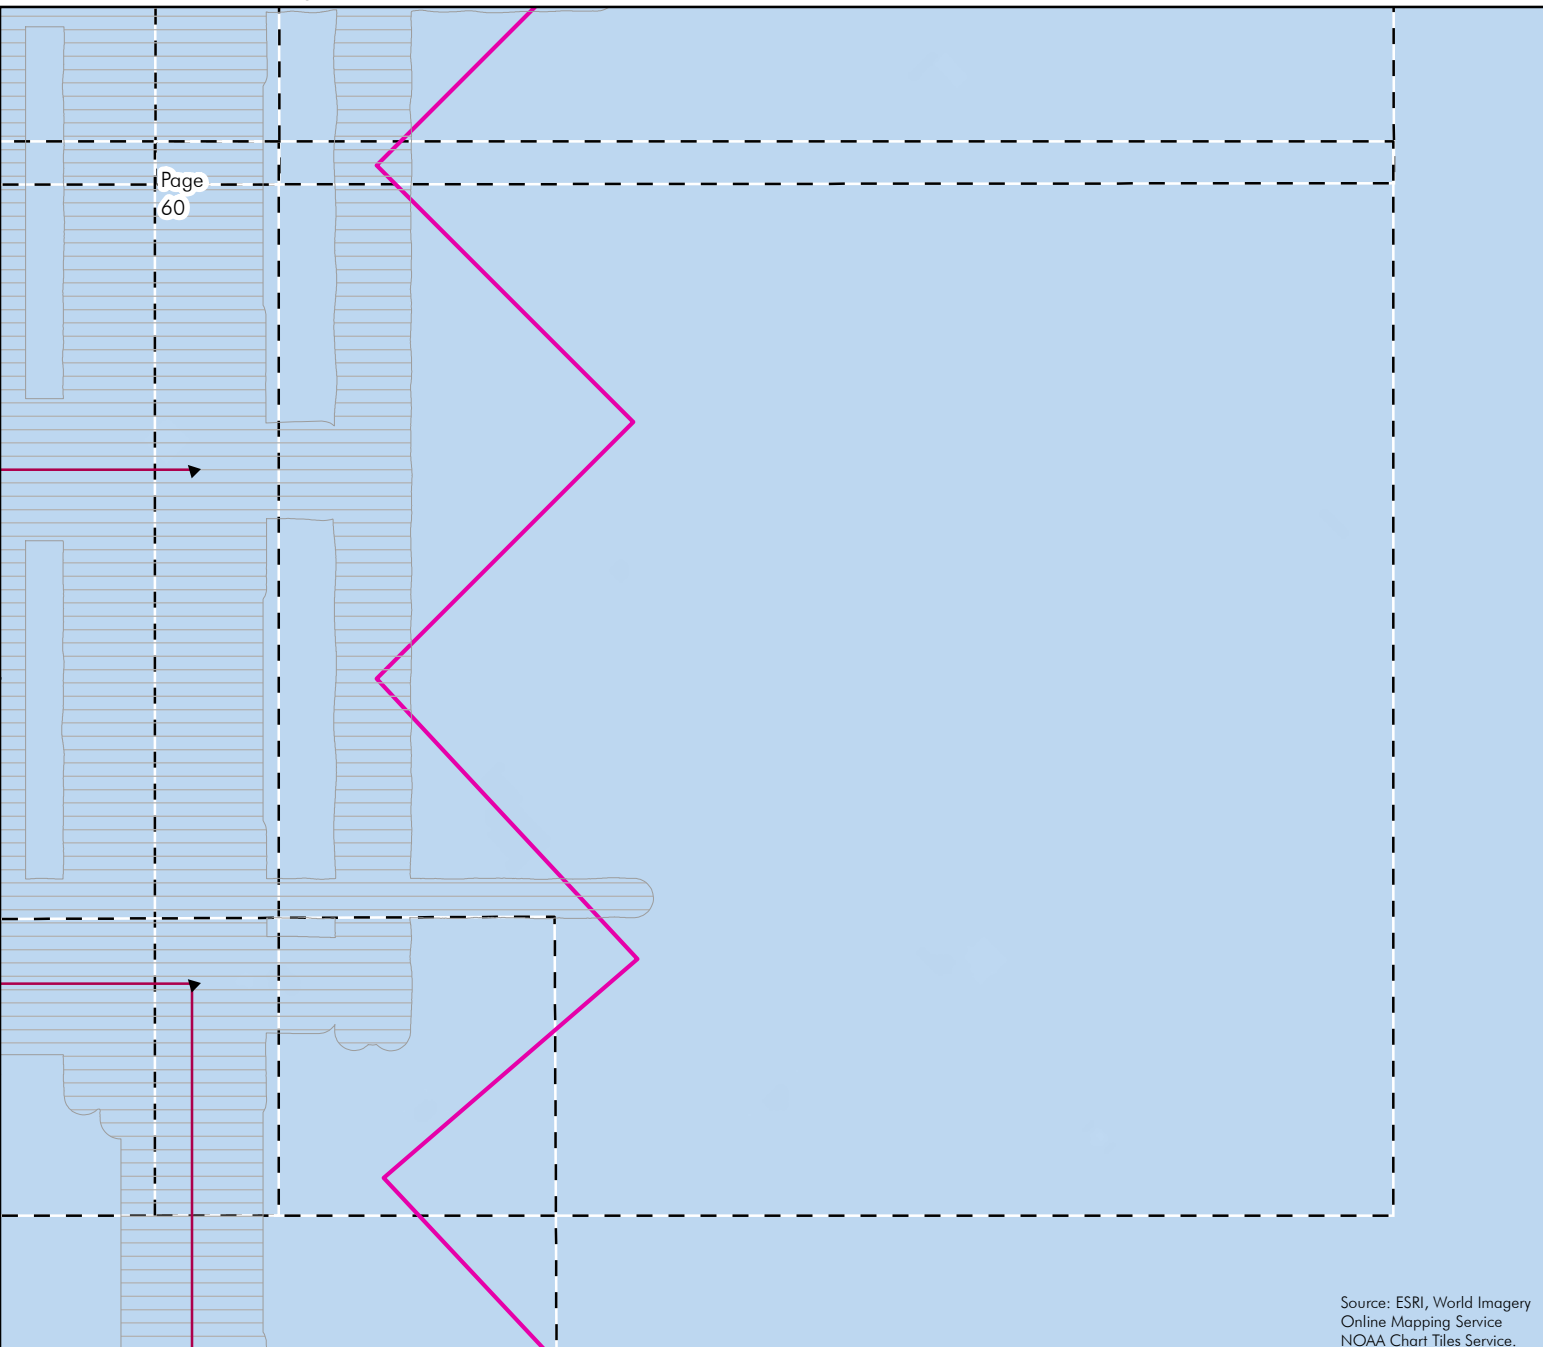 Page
60
Source: ESRI, World Imagery
Online Mapping Service
NOAA Chart Tiles Service.